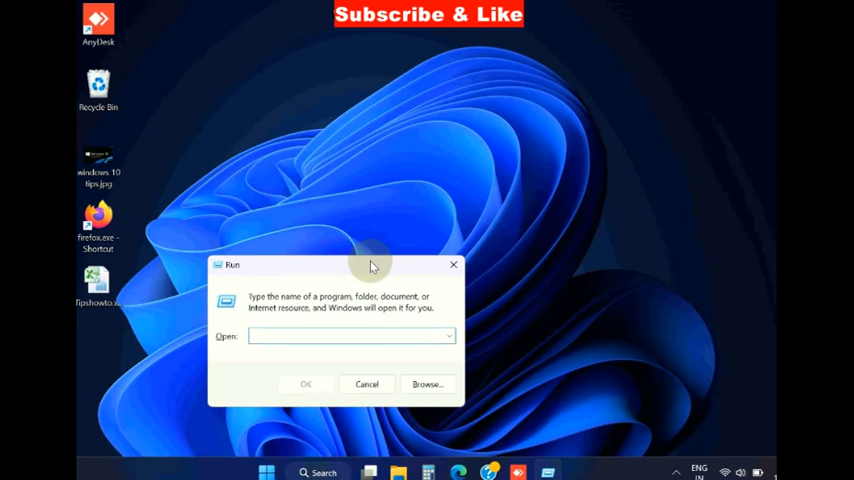 Subscribe & Like
AnyDesk
Recycle Bin
windows 10
tips.jpg
firefox.exe -
Shortcut
Tipshowto.x
Run
Type the name of a program, folder, document, or
Internet resource, and Windows will open it for you.
Open:
OK
Cancel
Browse...
Search
ENG
IN